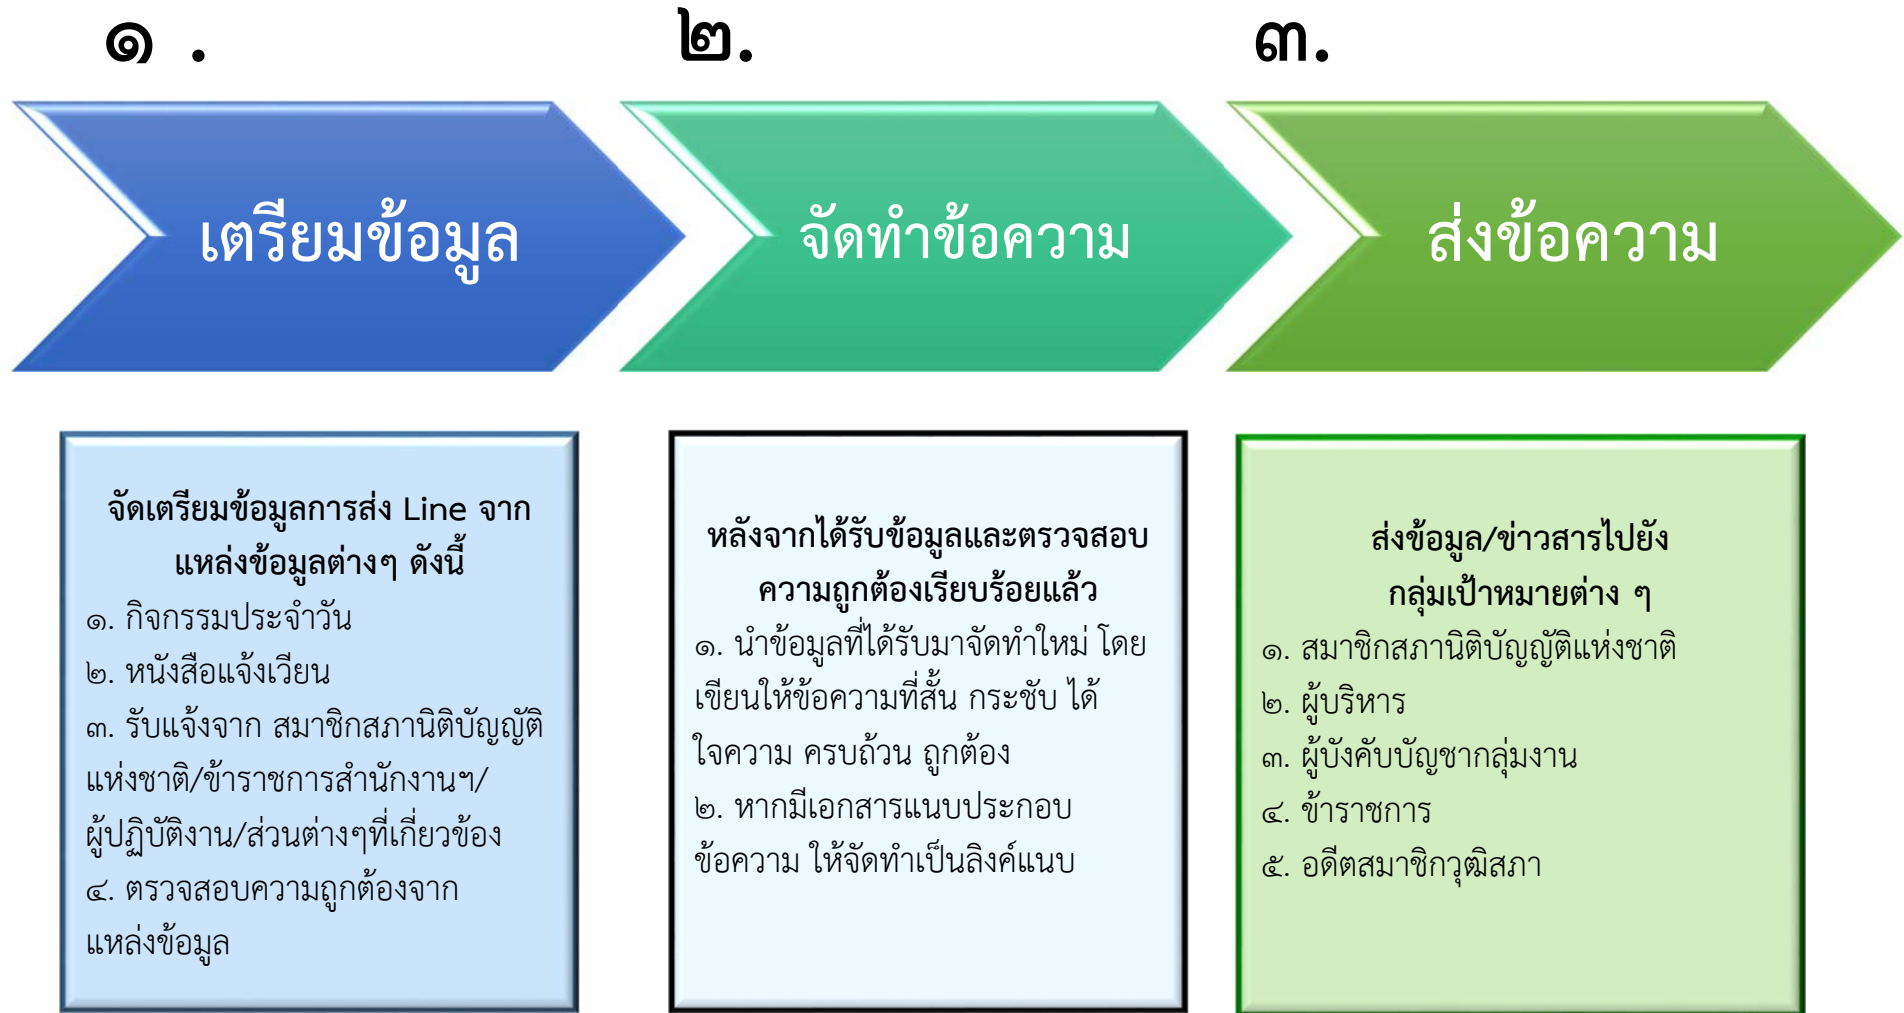 ๑ .
๒.
๓.
เตรียมข้อมูล
จัดทำข้อความ
ส่งข้อความ
จัดเตรียมข้อมูลการส่ง Line จาก
แหล่งข้อมูลต่างๆ ดังนี้
๑. กิจกรรมประจำวัน
๒. หนังสือแจ้งเวียน
๓. รับแจ้งจาก สมาชิกสภานิติบัญญัติ
แห่งชาติ/ข้าราชการสำนักงานฯ/
ผู้ปฏิบัติงาน/ส่วนต่างๆที่เกี่ยวข้อง
๔. ตรวจสอบความถูกต้องจาก
แหล่งข้อมูล
หลังจากได้รับข้อมูลและตรวจสอบ
ความถูกต้องเรียบร้อยแล้ว
๑. นำข้อมูลที่ได้รับมาจัดทำใหม่ โดย
เขียนให้ข้อความที่สั้น กระชับ ได้
ใจความ ครบถ้วน ถูกต้อง
๒. หากมีเอกสารแนบประกอบ
ข้อความ ให้จัดทำเป็นลิงค์แนบ
ส่งข้อมูล/ข่าวสารไปยัง
กลุ่มเป้าหมายต่าง ๆ
๑. สมาชิกสภานิติบัญญัติแห่งชาติ
๒. ผู้บริหาร
๓. ผู้บังคับบัญชากลุ่มงาน
๔. ข้าราชการ
๕. อดีตสมาชิกวุฒิสภา